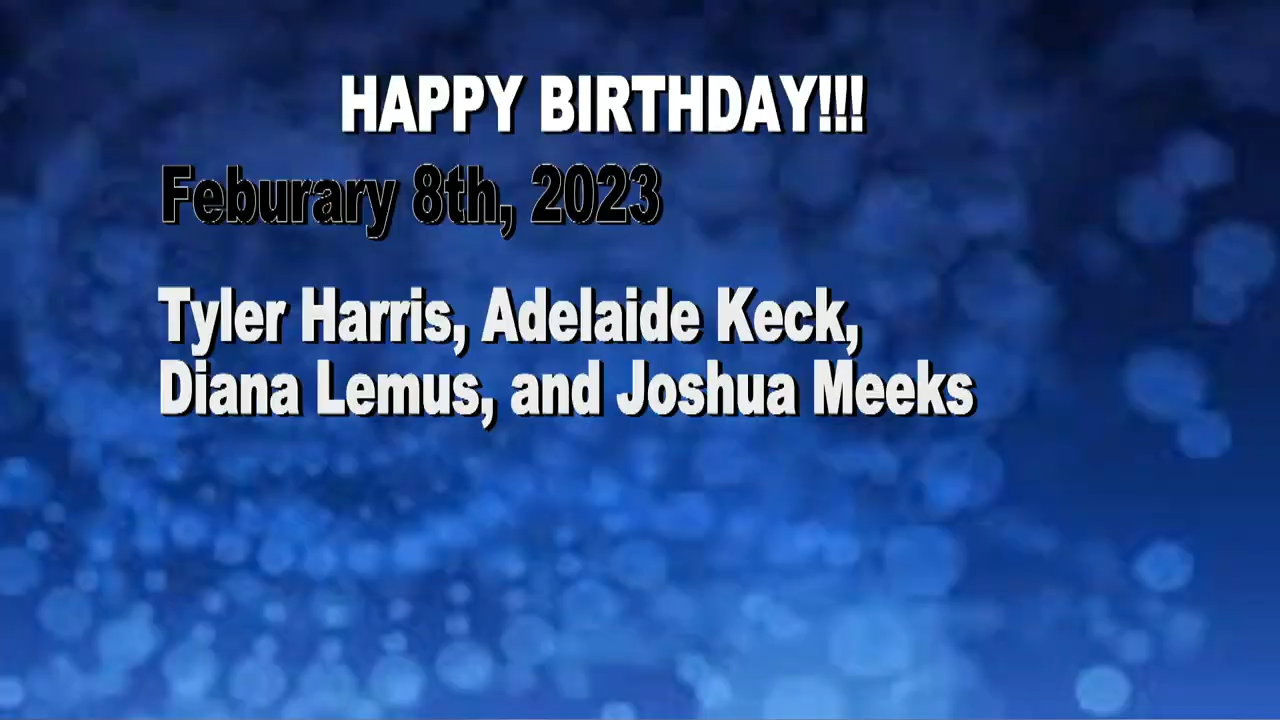 HAPPY BIRTHDAY!!!
Feburary 8th, 2023
Tyler Harris, Adelaide Keck,
Diana Lemus, and Joshua Meeks